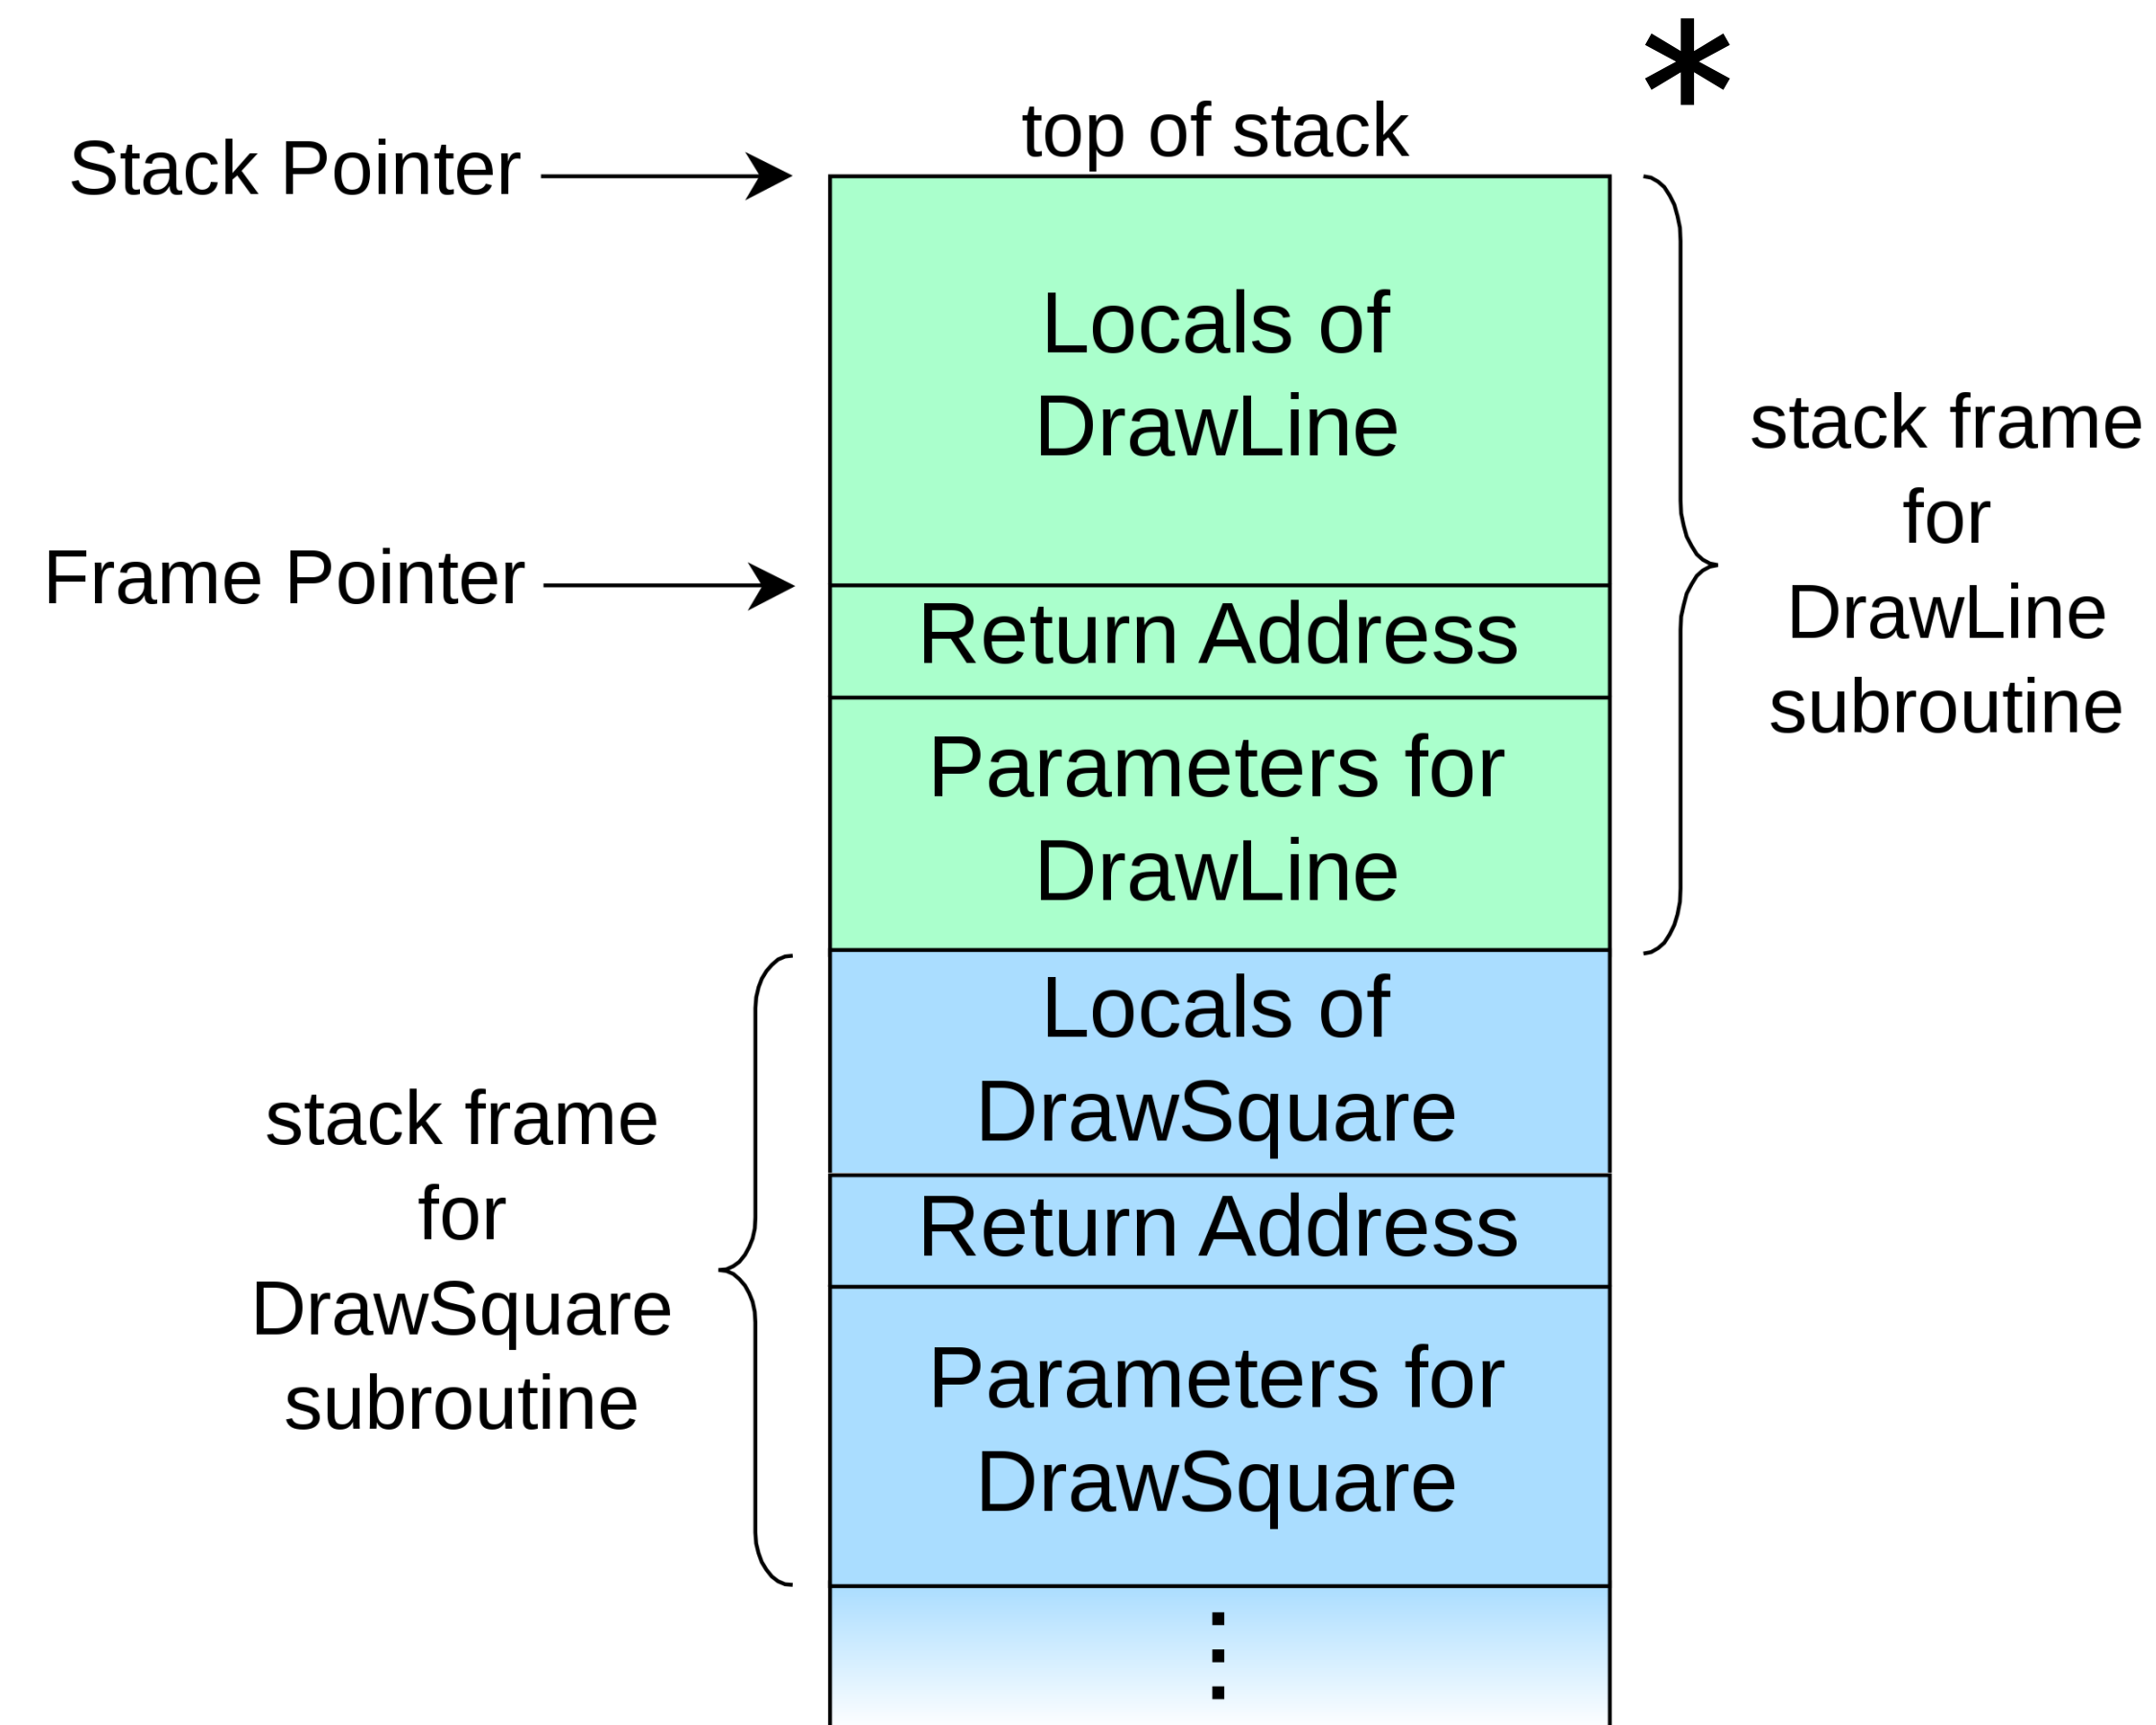 *
top of stack
Stack Pointer
Locals of
DrawLine
stack frame
for
DrawLine
subroutine
Frame Pointer
Return Address
Parameters for
DrawLine
Locals of
DrawSquare
stack frame
for
DrawSquare
subroutine
Return Address
Parameters for
DrawSquare
⋮